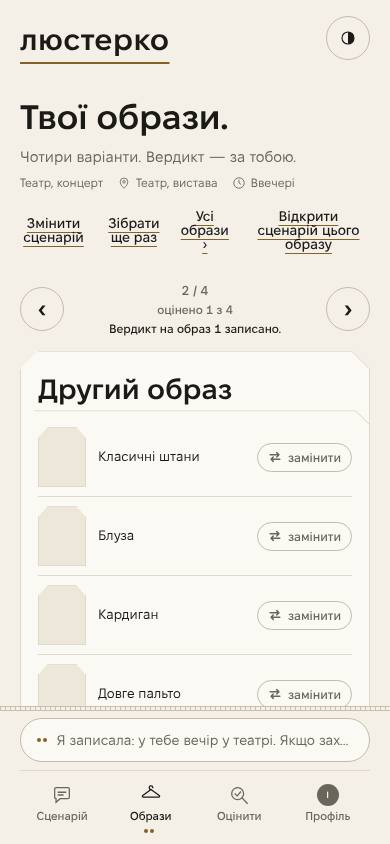 люстерко
Твої образи.
Чотири варіанти. Вердикт — за тобою.
Театр, концерт Театр, вистава Ввечері
Змінити сценарій
Зібрати ще раз
Усі образи ›
Відкрити сценарій цього образу
‹ 2 / 4 ›
оцінено 1 з 4
Вердикт на образ 1 записано.
Другий образ
Класичні штани замінити
Блуза замінити
Кардиган замінити
Довге пальто замінити
Я записала: у тебе вечір у театрі. Якщо зах…
Сценарій Образи Оцінити І Профіль